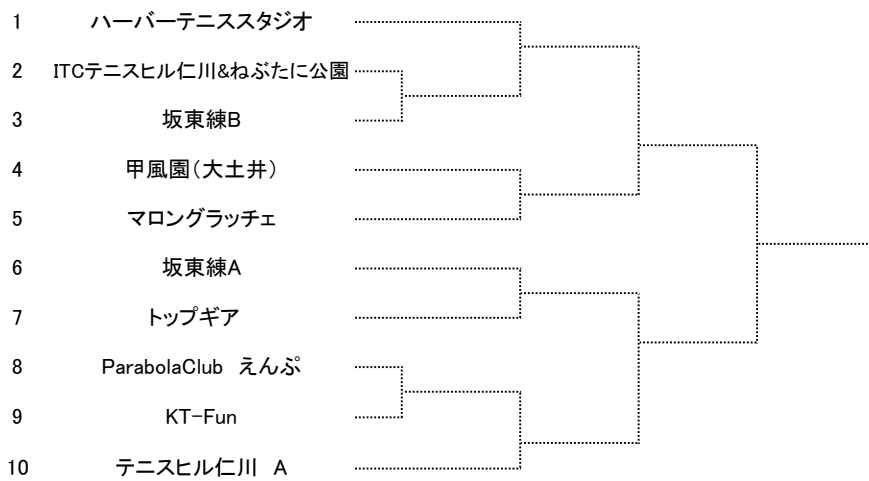 1 ハーバーテニススタジオ
2 ITCテニスヒル仁川&ねぶたに公園
3 坂東練B
4 甲風園(大土井)
5 マロングラッチェ
6 坂東練A
7 トップギア
8 ParabolaClub　えんぷ
9 KT-Fun
10 テニスヒル仁川　A